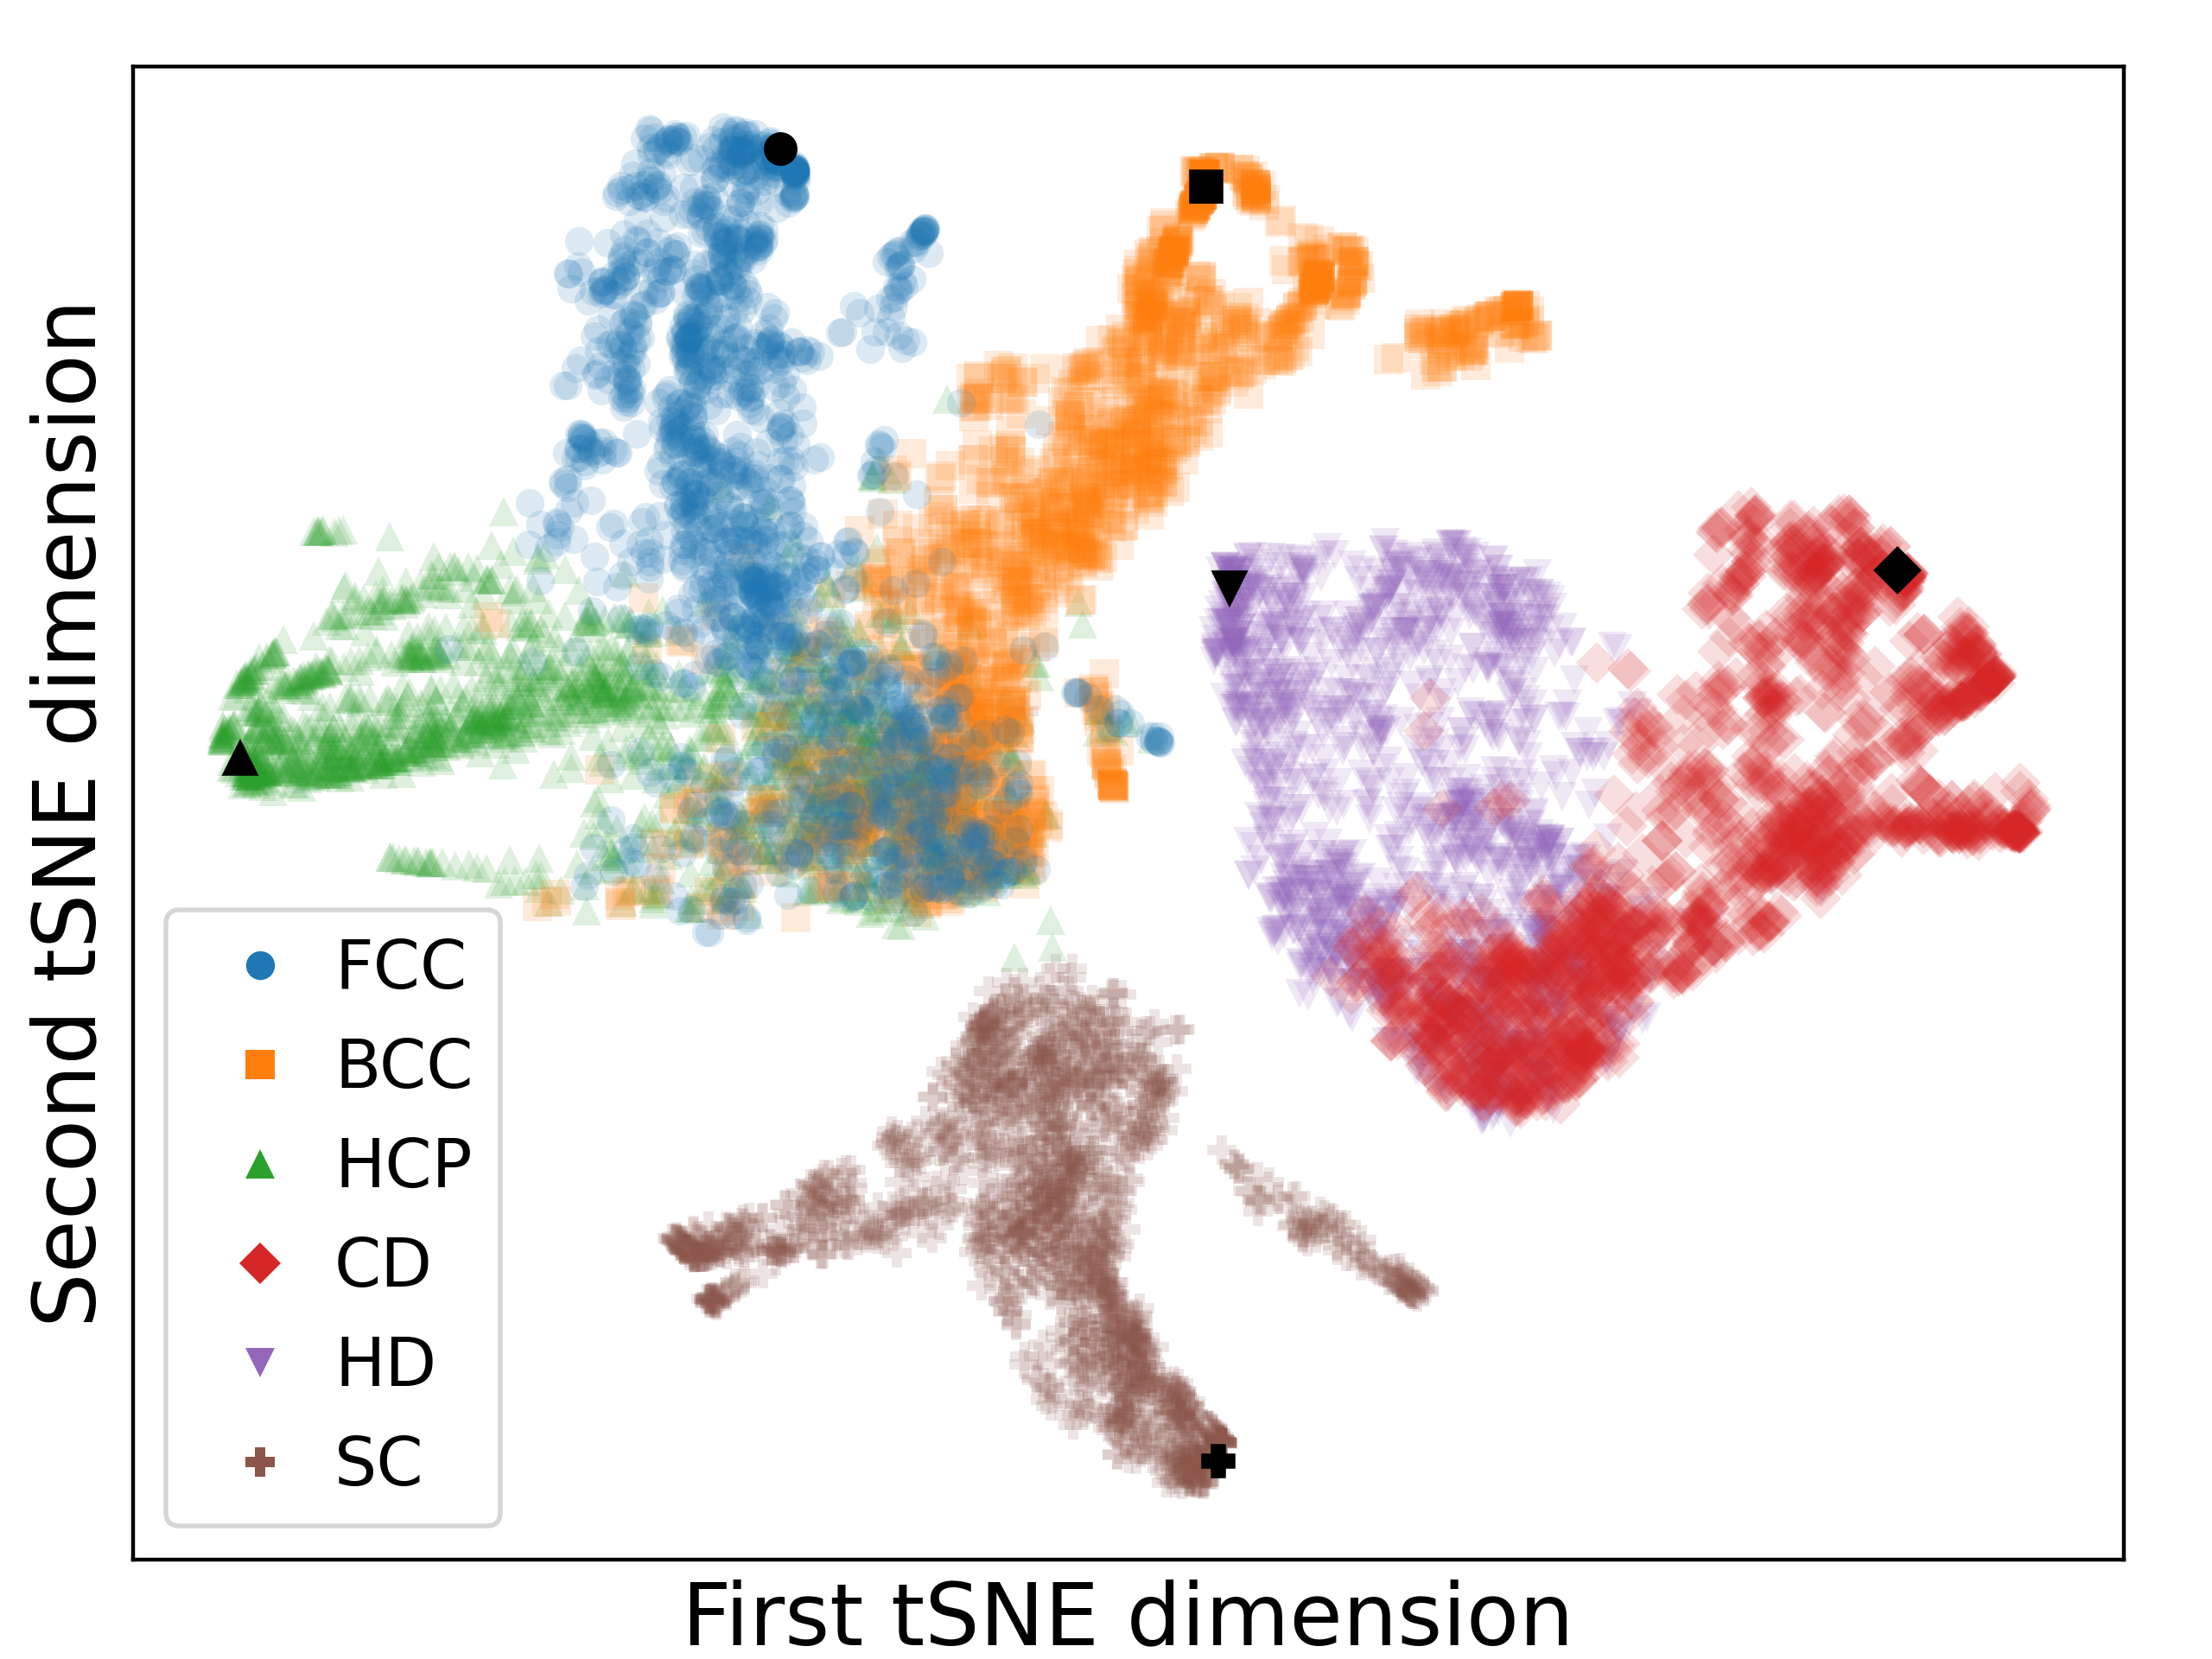 Second tSNE dimension
FCC
BCC
HCP
CD
HD
SC
First tSNE dimension